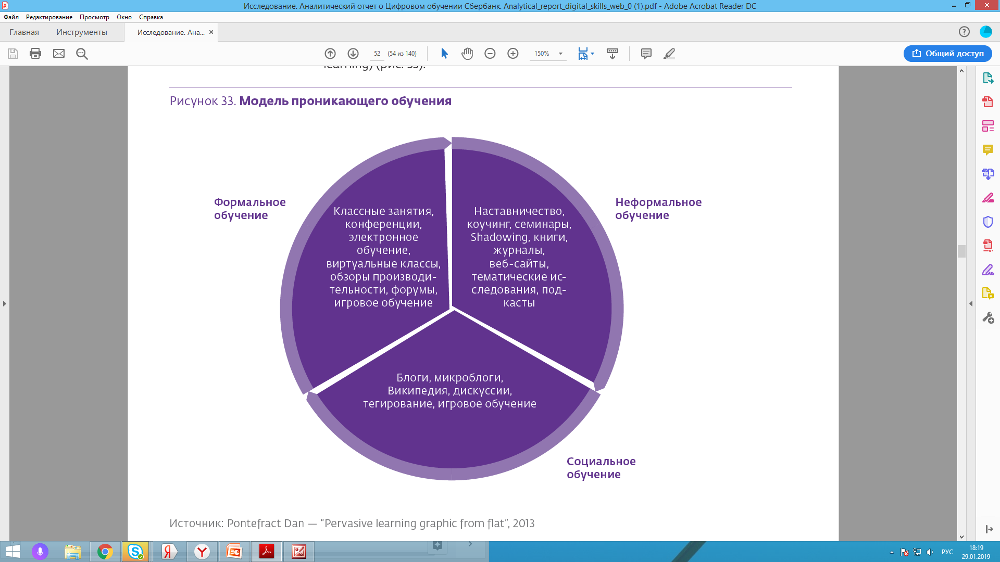 Исследование. Аналитический отчет о Цифровом обучении Сбербанк. Analytical_report_digital_skills_web_0 (1).pdf - Adobe Acrobat Reader DC
Файл Редактирование Просмотр Окно Справка
Главная Инструменты Исследование. Ана... ×
52 (54 из 140) 150% Общий доступ
learning) (рис. 33).
Рисунок 33. Модель проникающего обучения
Формальное
обучение
Классные занятия,
конференции,
электронное
обучение,
виртуальные классы,
обзоры производи-
тельности, форумы,
игровое обучение
Наставничество,
коучинг, семинары,
Shadowing, книги,
журналы,
веб-сайты,
тематические ис-
следования, под-
касты
Неформальное
обучение
Блоги, микроблоги,
Википедия, дискуссии,
тегирование, игровое обучение
Социальное
обучение
Источник: Pontefract Dan — “Pervasive learning graphic from flat”, 2013
РУС
18:19
29.01.2019